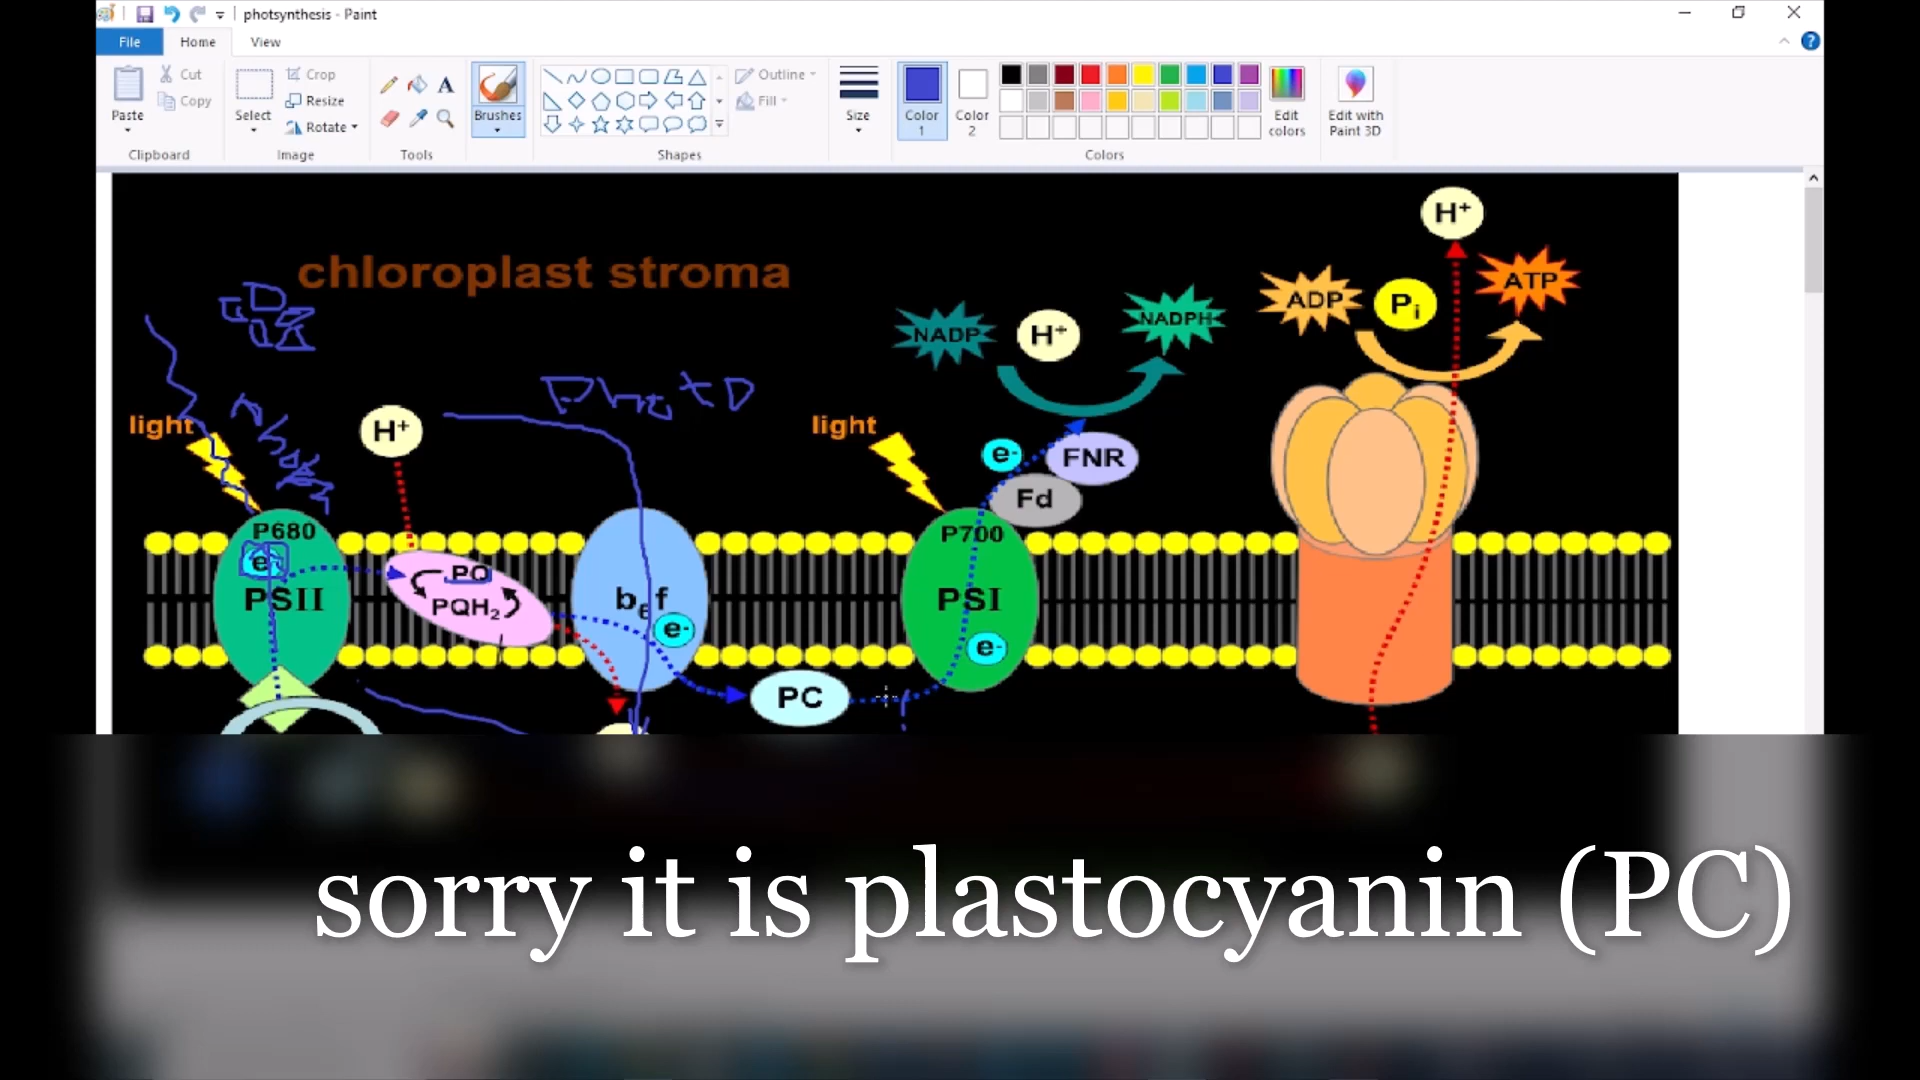 photsynthesis - Paint
File Home View
Paste
Cut
Copy
Clipboard
Select
Crop
Resize
Rotate
Image
A
Tools
Brushes
Shapes
Outline
Fill
Size
Color 1
Color 2
Edit colors
Colors
Edit with Paint 3D
chloroplast stroma
H+
ADP
Pi
ATP
NADP
H+
NADPH
light
H+
light
e-
FNR
Fd
P680
e-
PSII
PQ
PQH2
b6f
e-
P700
PSI
e-
PC
sorry it is plastocyanin (PC)